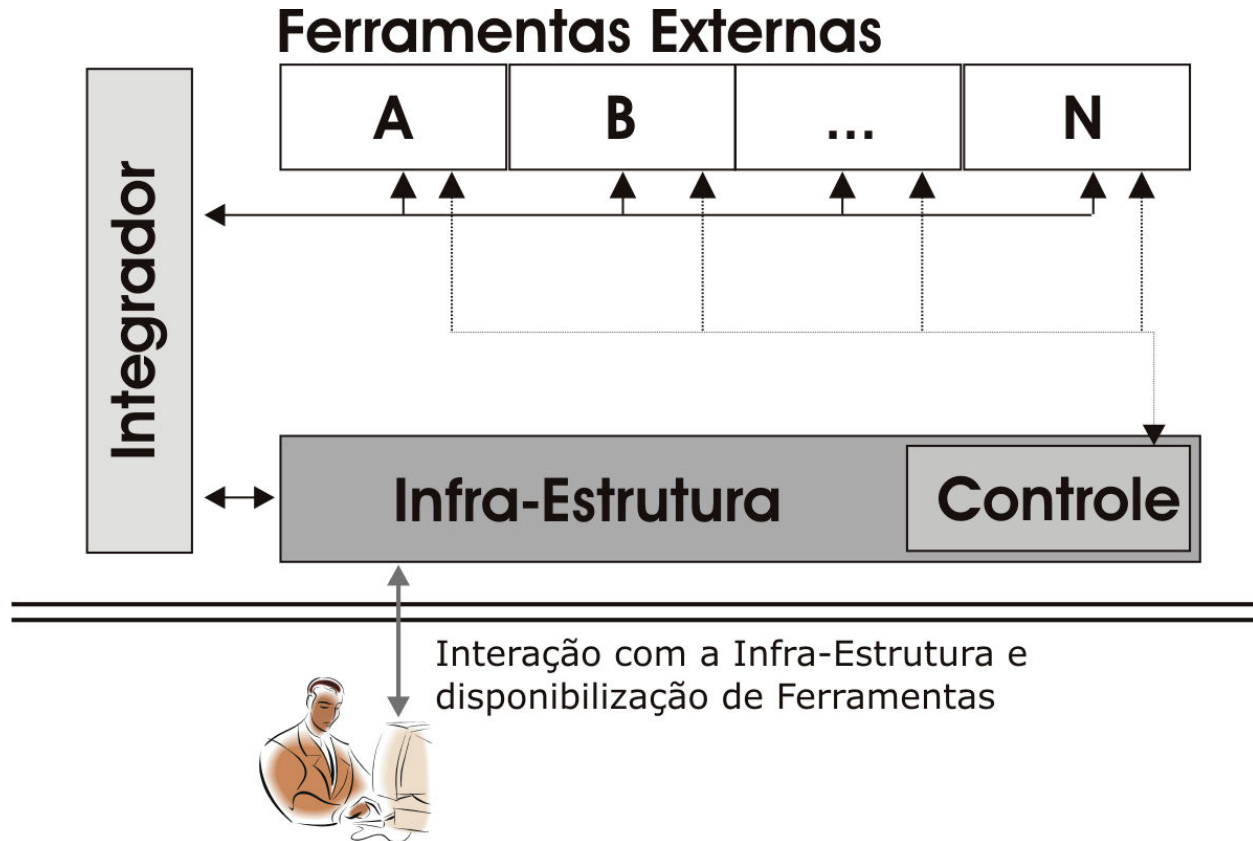 Ferramentas Externas
A
B
...
N
Integrador
Infra-Estrutura
Controle
Interação com a Infra-Estrutura e
disponibilização de Ferramentas